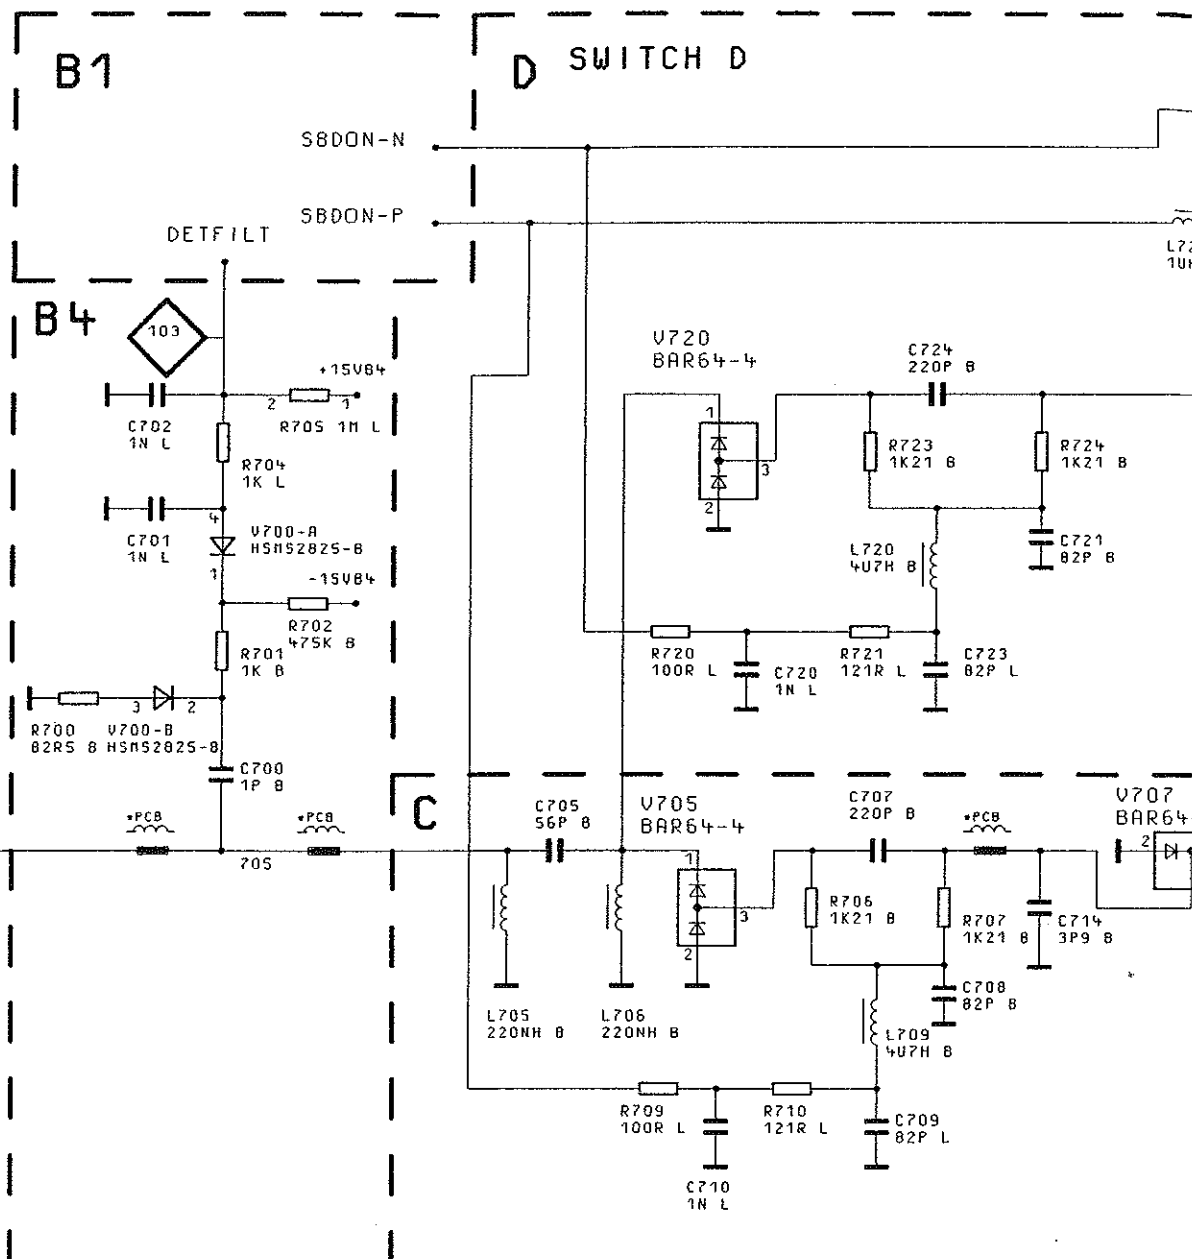 B1
D SWITCH D
SBDON-N
SBDON-P
DETFILT
L72
1UH
B4
103
+15VB4
2
1
C702
1N L
R705 1M L
R704
1K L
C701
1N L
4
V700-A
HSMS2825-B
1
-15VB4
R702
475K B
R701
1K B
3
2
R700
82R5 B
V700-B
HSMS2825-B
C700
1P B
*PCB
*PCB
705
V720
BAR64-4
1
3
2
C724
220P B
R723
1K21 B
R724
1K21 B
L720
4U7H B
C721
82P B
R720
100R L
C720
1N L
R721
121R L
C723
82P L
C
C705
56P B
V705
BAR64-4
C707
220P B
*PCB
V707
BAR64-
2
1
3
2
R706
1K21 B
R707
1K21 B
C714
3P9 B
L705
220NH B
L706
220NH B
C708
82P B
L709
4U7H B
R709
100R L
R710
121R L
C709
82P L
C710
1N L